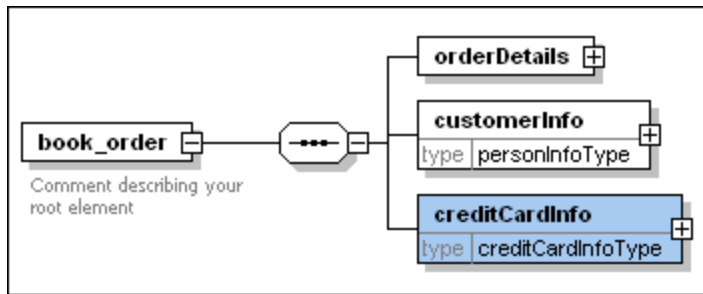 orderDetails
customerInfo
type personInfoType
book_order
Comment describing your
root element
creditCardInfo
type creditCardInfoType